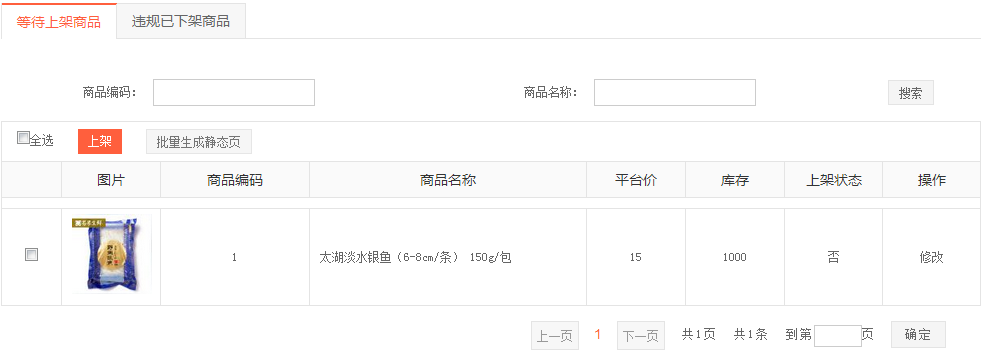 等待上架商品 违规已下架商品
商品编码： 商品名称： 搜索
全选 上架 批量生成静态页
图片 商品编码 商品名称 平台价 库存 上架状态 操作
1 太湖淡水银鱼（6-8cm/条） 150g/包 15 1000 否 修改
上一页 1 下一页 共1页 共1条 到第 页 确定